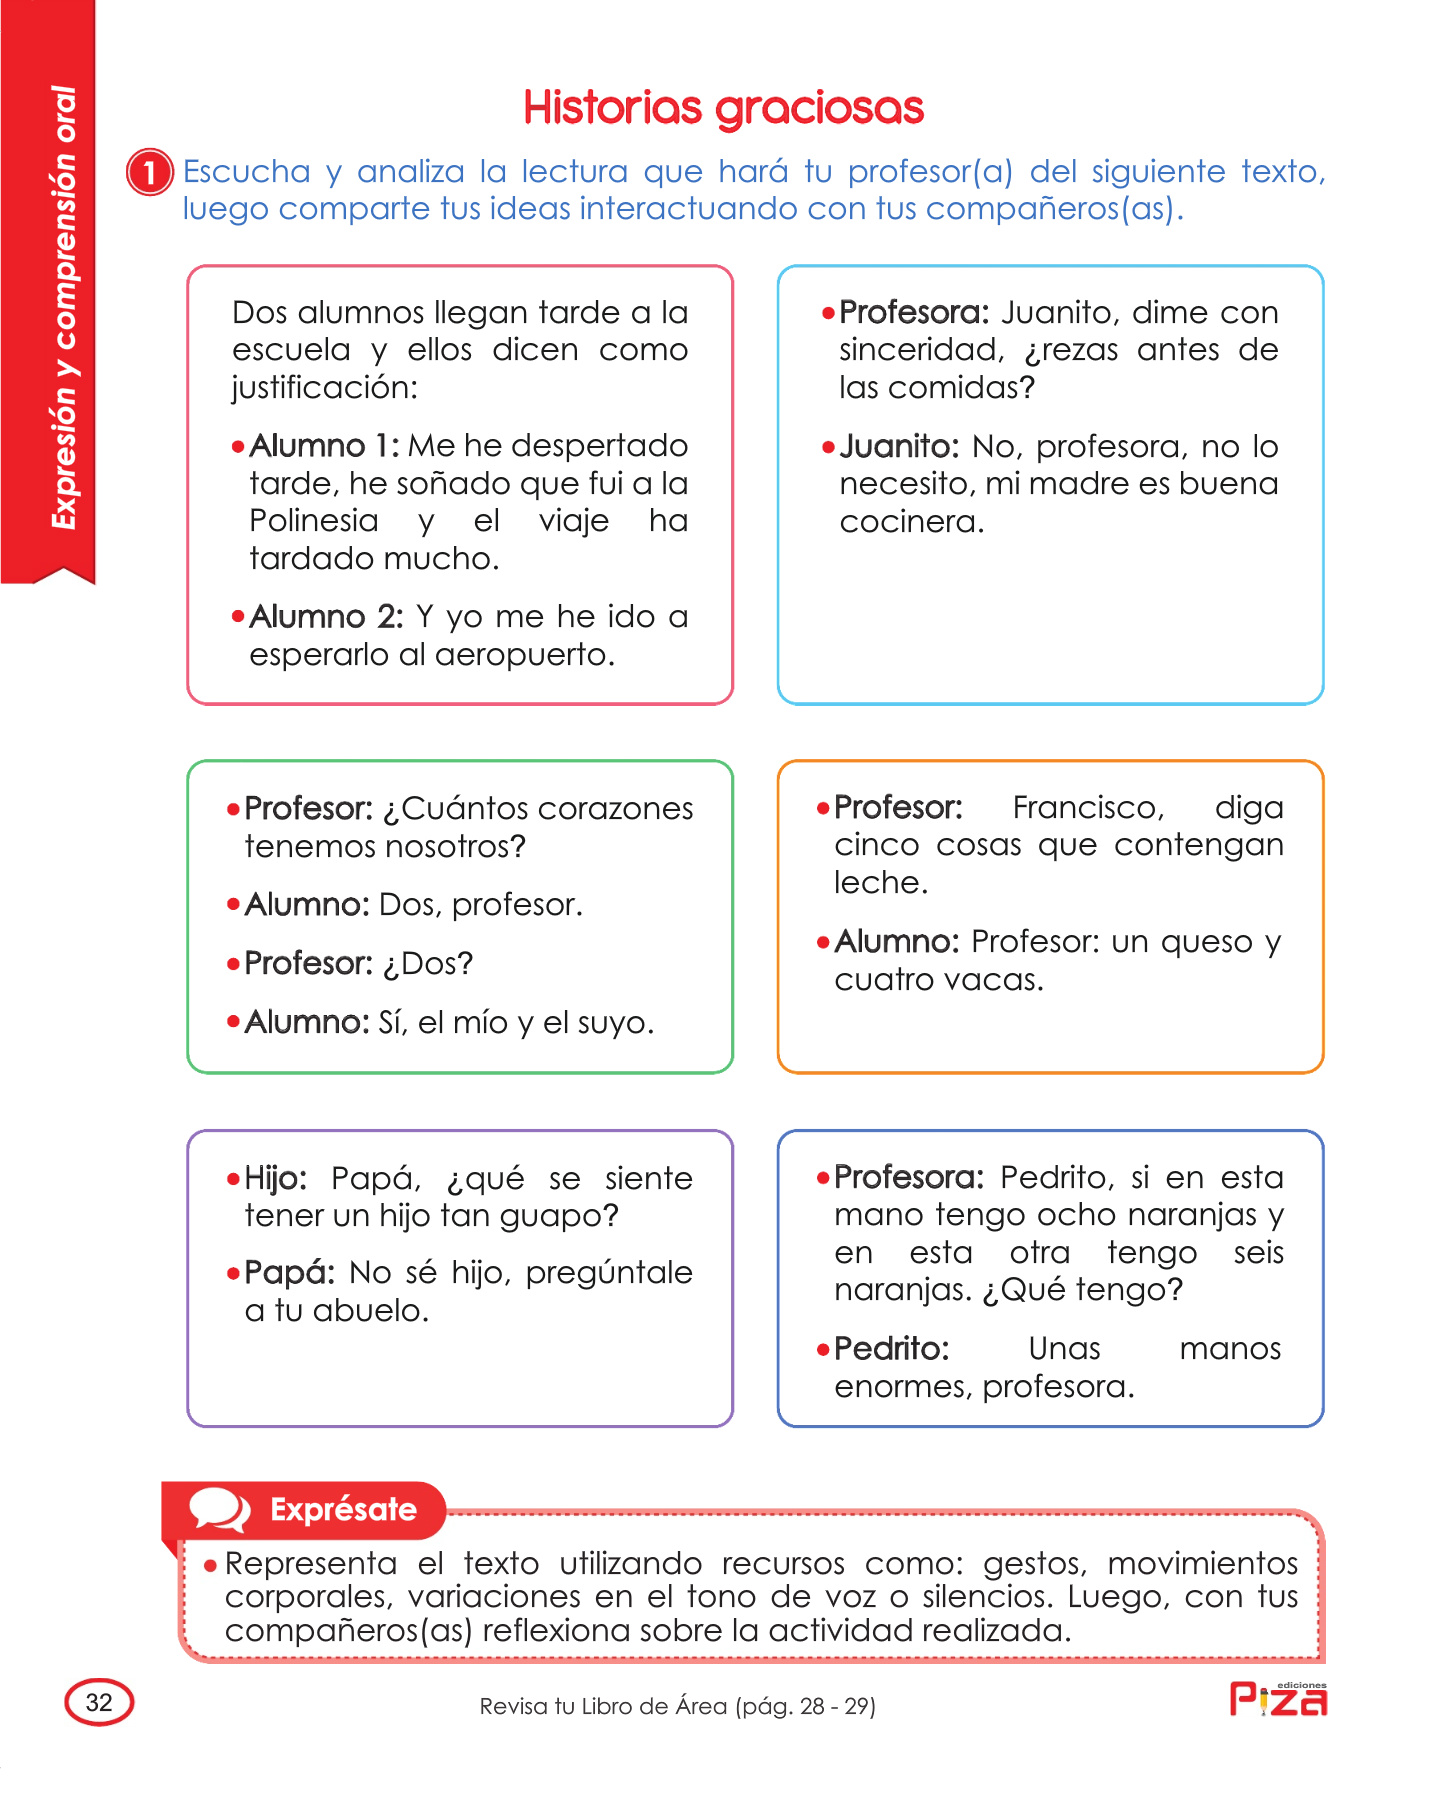 Expresión y comprensión oral
Historias graciosas
1 Escucha y analiza la lectura que hará tu profesor(a) del siguiente texto,
luego comparte tus ideas interactuando con tus compañeros(as).
Dos alumnos llegan tarde a la
escuela y ellos dicen como
justificación:
• Alumno 1: Me he despertado
tarde, he soñado que fui a la
Polinesia y el viaje ha
tardado mucho.
• Alumno 2: Y yo me he ido a
esperarlo al aeropuerto.
• Profesora: Juanito, dime con
sinceridad, ¿rezas antes de
las comidas?
• Juanito: No, profesora, no lo
necesito, mi madre es buena
cocinera.
• Profesor: ¿Cuántos corazones
tenemos nosotros?
• Alumno: Dos, profesor.
• Profesor: ¿Dos?
• Alumno: Sí, el mío y el suyo.
• Profesor: Francisco, diga
cinco cosas que contengan
leche.
• Alumno: Profesor: un queso y
cuatro vacas.
• Hijo: Papá, ¿qué se siente
tener un hijo tan guapo?
• Papá: No sé hijo, pregúntale
a tu abuelo.
• Profesora: Pedrito, si en esta
mano tengo ocho naranjas y
en esta otra tengo seis
naranjas. ¿Qué tengo?
• Pedrito: Unas manos
enormes, profesora.
Exprésate
• Representa el texto utilizando recursos como: gestos, movimientos
corporales, variaciones en el tono de voz o silencios. Luego, con tus
compañeros(as) reflexiona sobre la actividad realizada.
32
Revisa tu Libro de Área (pág. 28 - 29)
ediciones
Piza